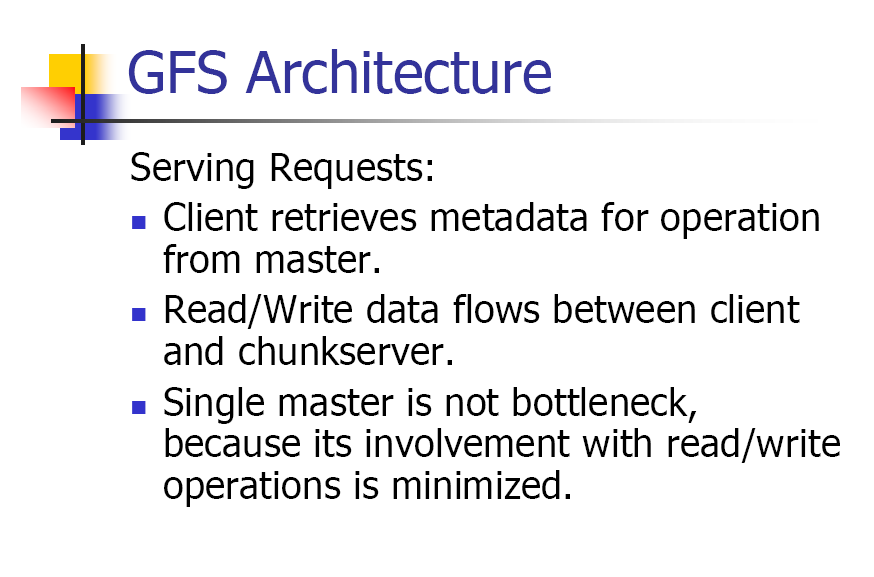 GFS Architecture
Serving Requests:
Client retrieves metadata for operation
from master.
Read/Write data flows between client
and chunkserver.
Single master is not bottleneck,
because its involvement with read/write
operations is minimized.